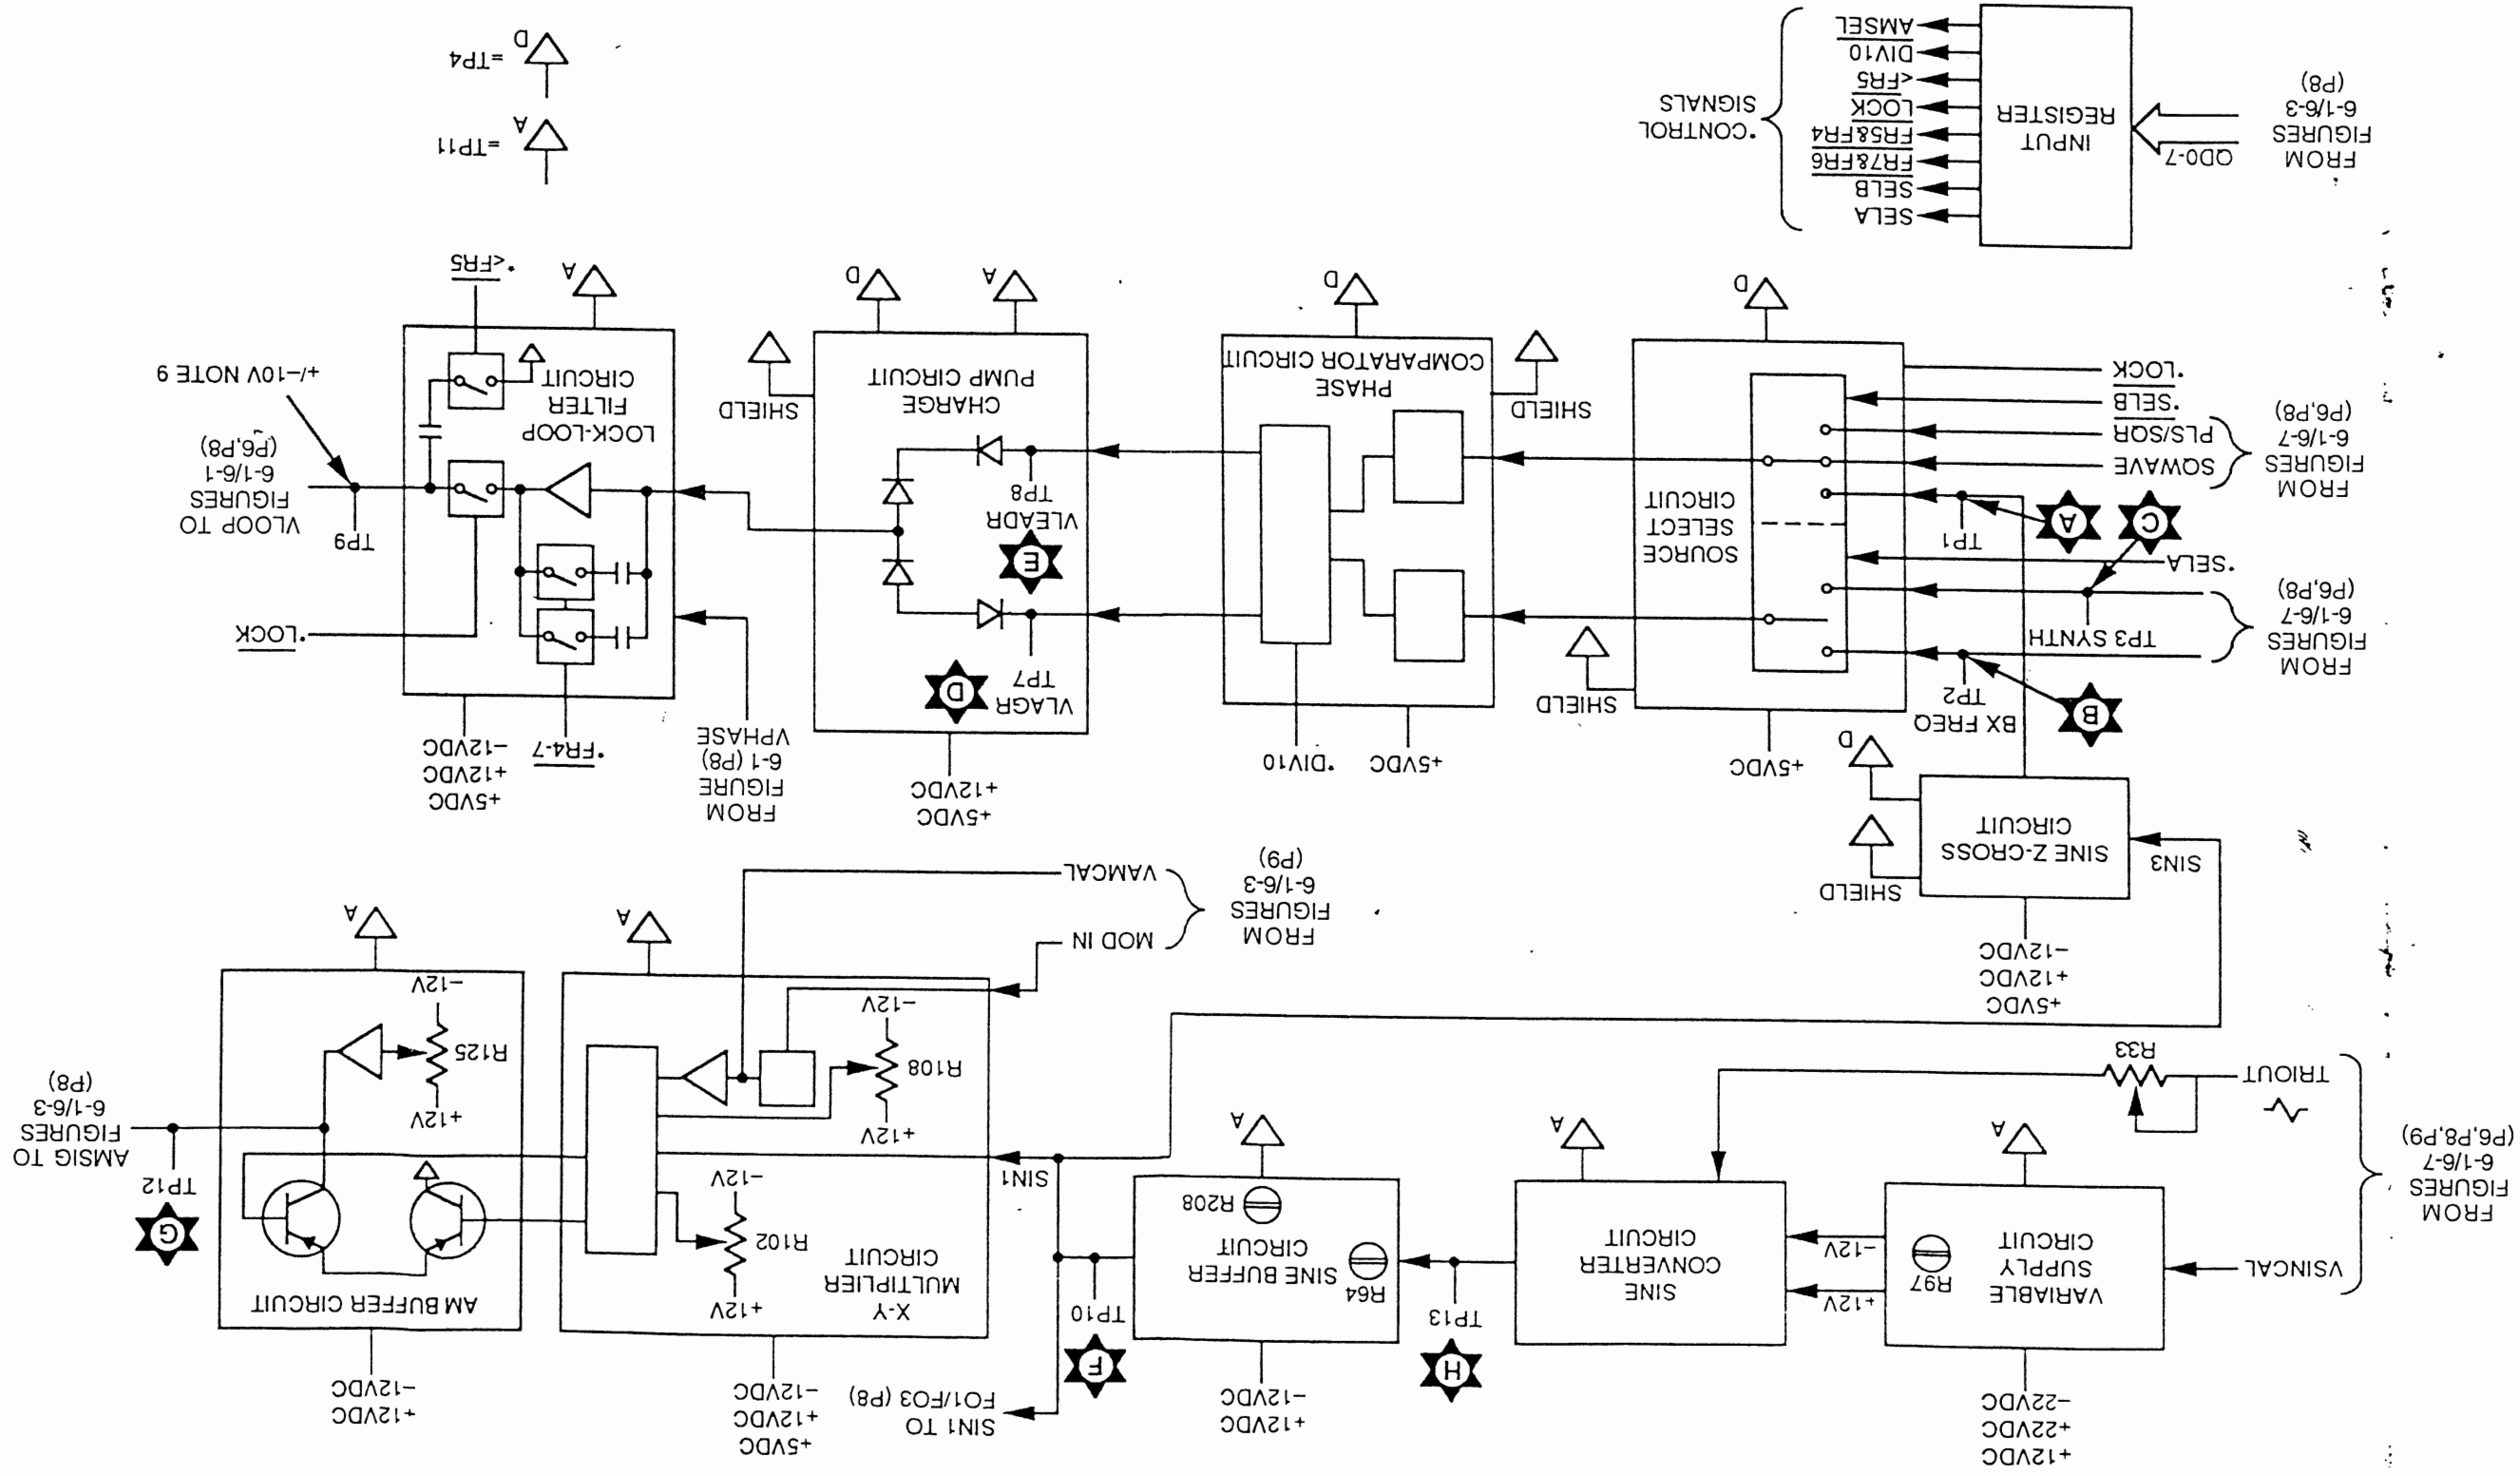 +12VDC
+22VDC
−22VDC
VSINCAL
FROM
FIGURES
6-1/6-7
(P6,P8,P9)
TRIOUT
R33
VARIABLE
SUPPLY
CIRCUIT
R97
A
+12V
−12V
SINE
CONVERTER
CIRCUIT
A
H
TP13
+12VDC
−12VDC
R64
SINE BUFFER
CIRCUIT
R208
A
F
TP10
SIN1 TO
FO1/FO3 (P8)
SIN1
+5VDC
+12VDC
−12VDC
X-Y
MULTIPLIER
CIRCUIT
+12V
R102
−12V
+12V
R108
−12V
A
MOD IN
VAMCAL
FROM
FIGURES
6-1/6-3
(P9)
+12VDC
−12VDC
AM BUFFER CIRCUIT
+12V
R125
−12V
A
G
TP12
AMSIG TO
FIGURES
6-1/6-3
(P8)
+5VDC
+12VDC
−12VDC
SIN3
SINE Z-CROSS
CIRCUIT
SHIELD
D
B
BX FREQ
TP2
TP3 SYNTH
FROM
FIGURES
6-1/6-7
(P6,P8)
*SELA
C
A
TP1
SQWAVE
PLS/SQR
FROM
FIGURES
6-1/6-7
(P6,P8)
*SELB
*LOCK
+5VDC
SHIELD
SOURCE
SELECT
CIRCUIT
D
+5VDC
*DIV10
SHIELD
PHASE
COMPARATOR CIRCUIT
D
+5VDC
+12VDC
VLAGR
TP7
D
E
VLEADR
TP8
CHARGE
PUMP CIRCUIT
SHIELD
A
D
FROM
FIGURE
6-1 (P8)
VPHASE
*FR4-7
+5VDC
+12VDC
−12VDC
*LOCK
LOCK-LOOP
FILTER
CIRCUIT
A
*<FR5
TP9
VLOOP TO
FIGURES
6-1/6-1
(P6,P8)
+/−10V NOTE 9
FROM
FIGURES
6-1/6-3
(P8)
QD0-7
INPUT
REGISTER
SELA
SELB
FR7&FR6
FR5&FR4
LOCK
<FR5
DIV10
AMSEL
*CONTROL
SIGNALS
A
=TP11
D
=TP4